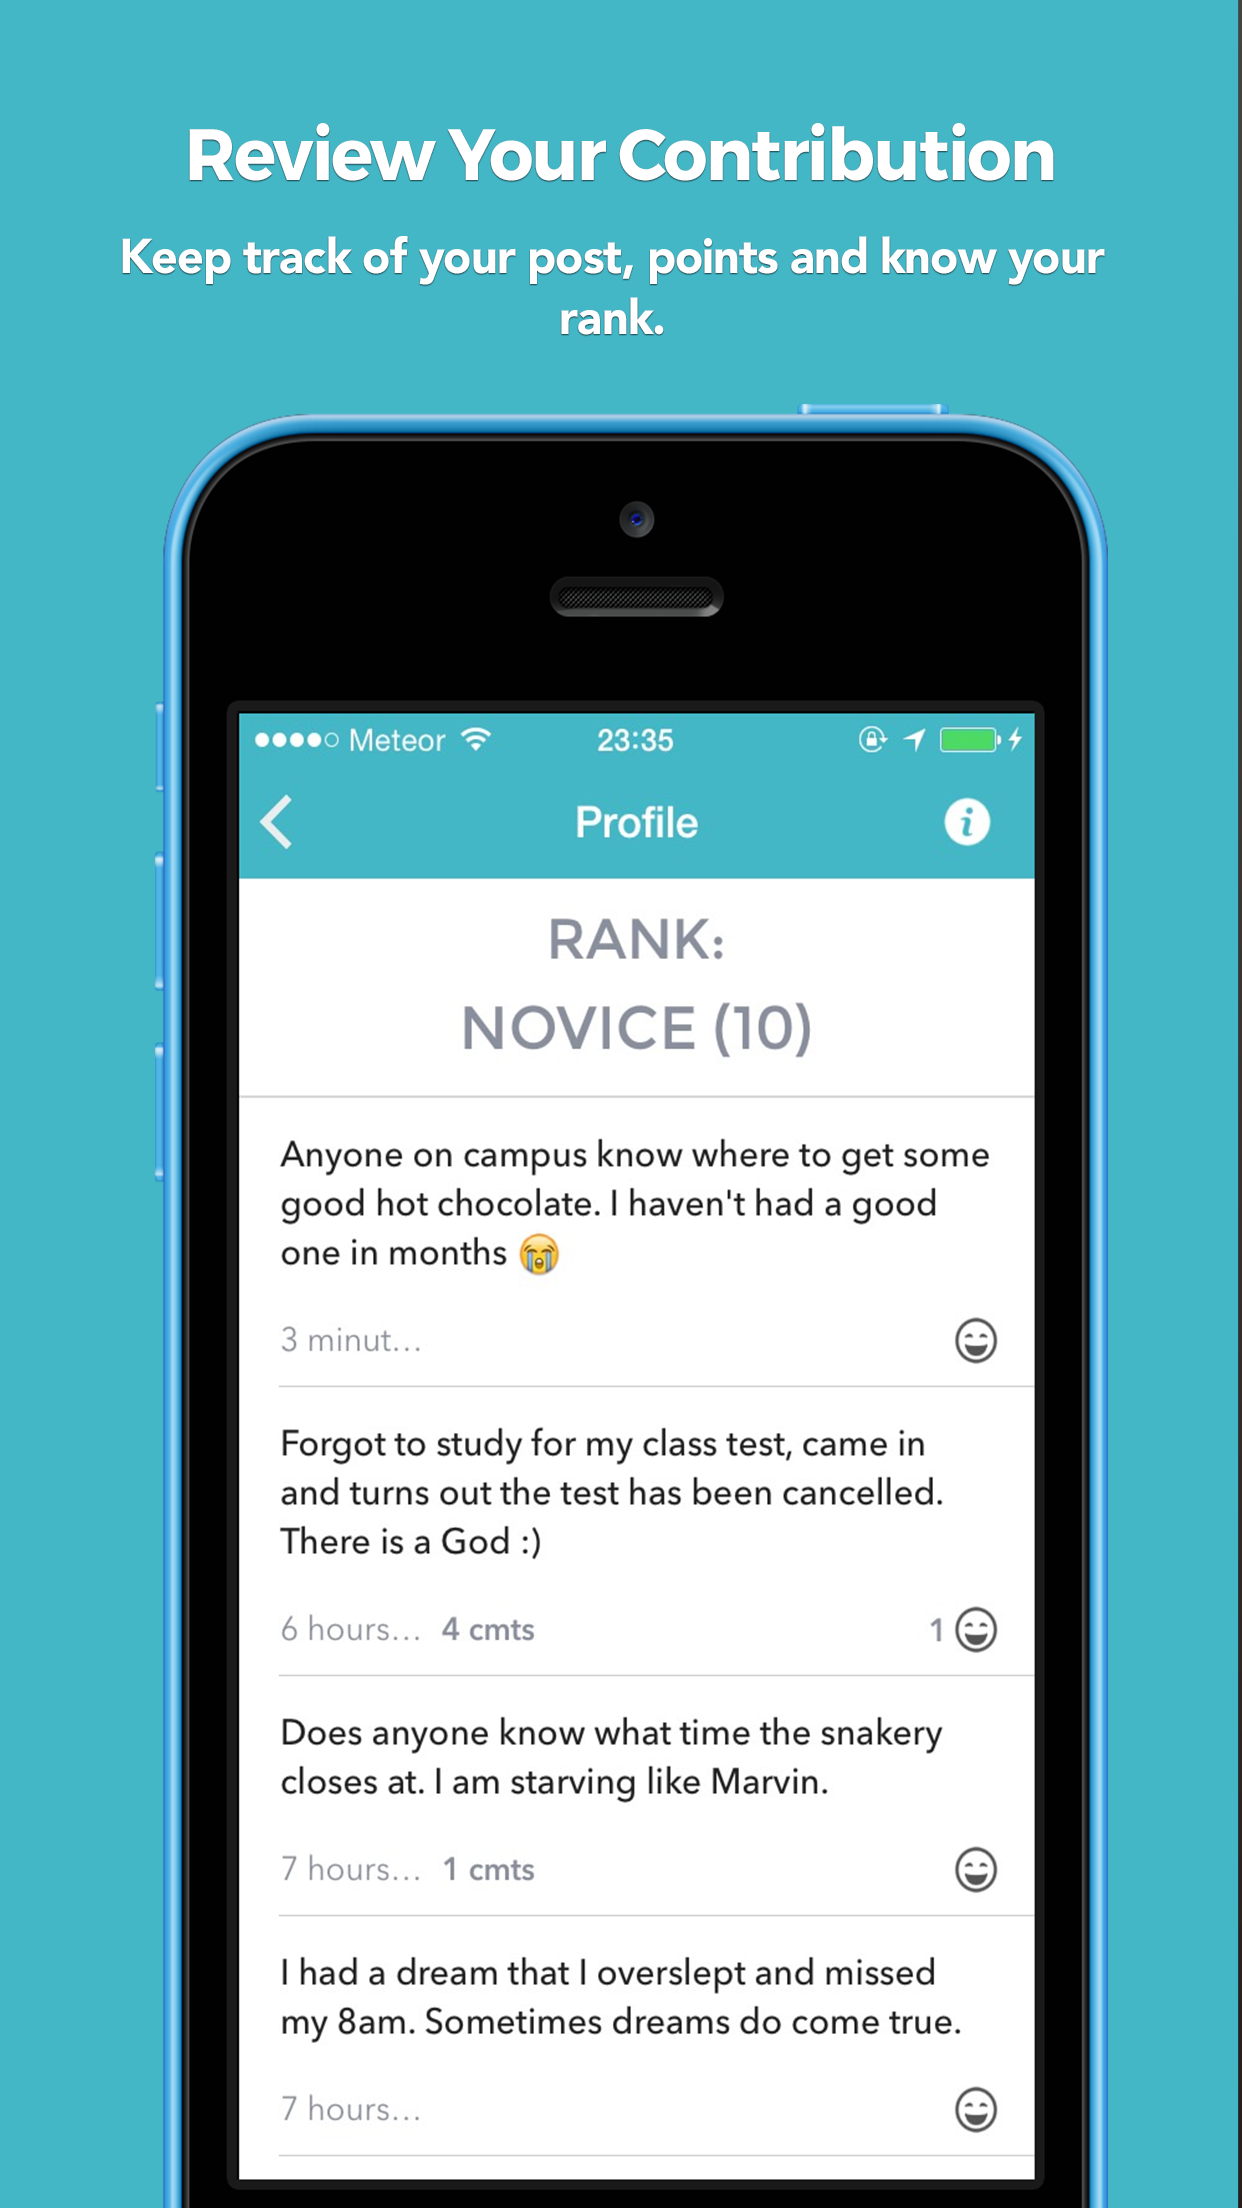 Review Your Contribution
Keep track of your post, points and know your
rank.
Meteor
23:35
Profile
i
RANK:
NOVICE (10)
Anyone on campus know where to get some
good hot chocolate. I haven't had a good
one in months 😭
3 minut…
Forgot to study for my class test, came in
and turns out the test has been cancelled.
There is a God :)
6 hours… 4 cmts 1
Does anyone know what time the snakery
closes at. I am starving like Marvin.
7 hours… 1 cmts
I had a dream that I overslept and missed
my 8am. Sometimes dreams do come true.
7 hours…